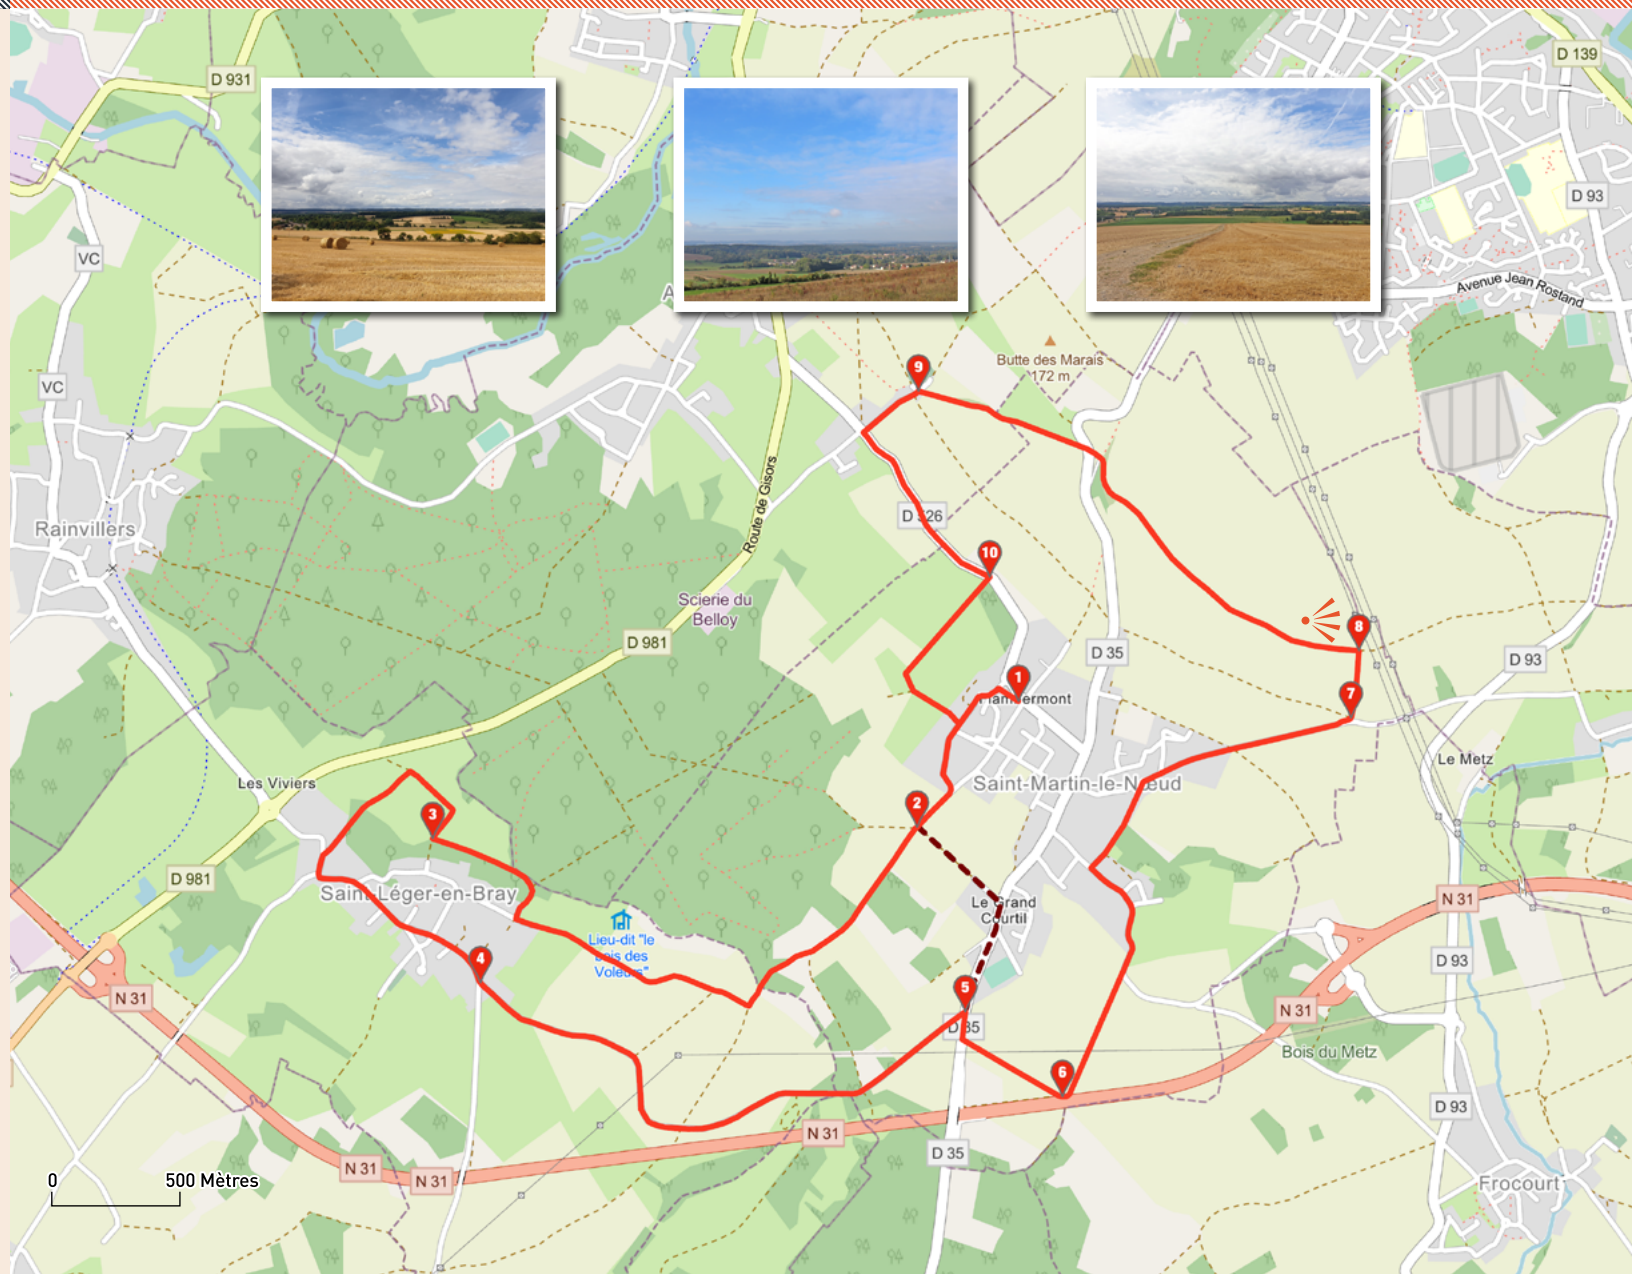 D 931
D 139
VC
D 93
A
Avenue Jean Rostand
VC
9
Butte des Marais
172 m
Rainvillers
Route de Gisors
D 26
10
Scierie du
Belloy
D 981
8
D 35
D 93
1
7
Les Viviers
Saint-Martin-le-Nœud
Le Metz
3
2
D 981
Saint-Léger-en-Bray
Le Grand
Courtil
N 31
Lieu-dit "le
bois des
Voleurs"
4
D 93
N 31
5
N 31
D 35
Bois du Metz
6
D 93
N 31
D 35
N 31
N 31
0
500 Mètres
Frocourt